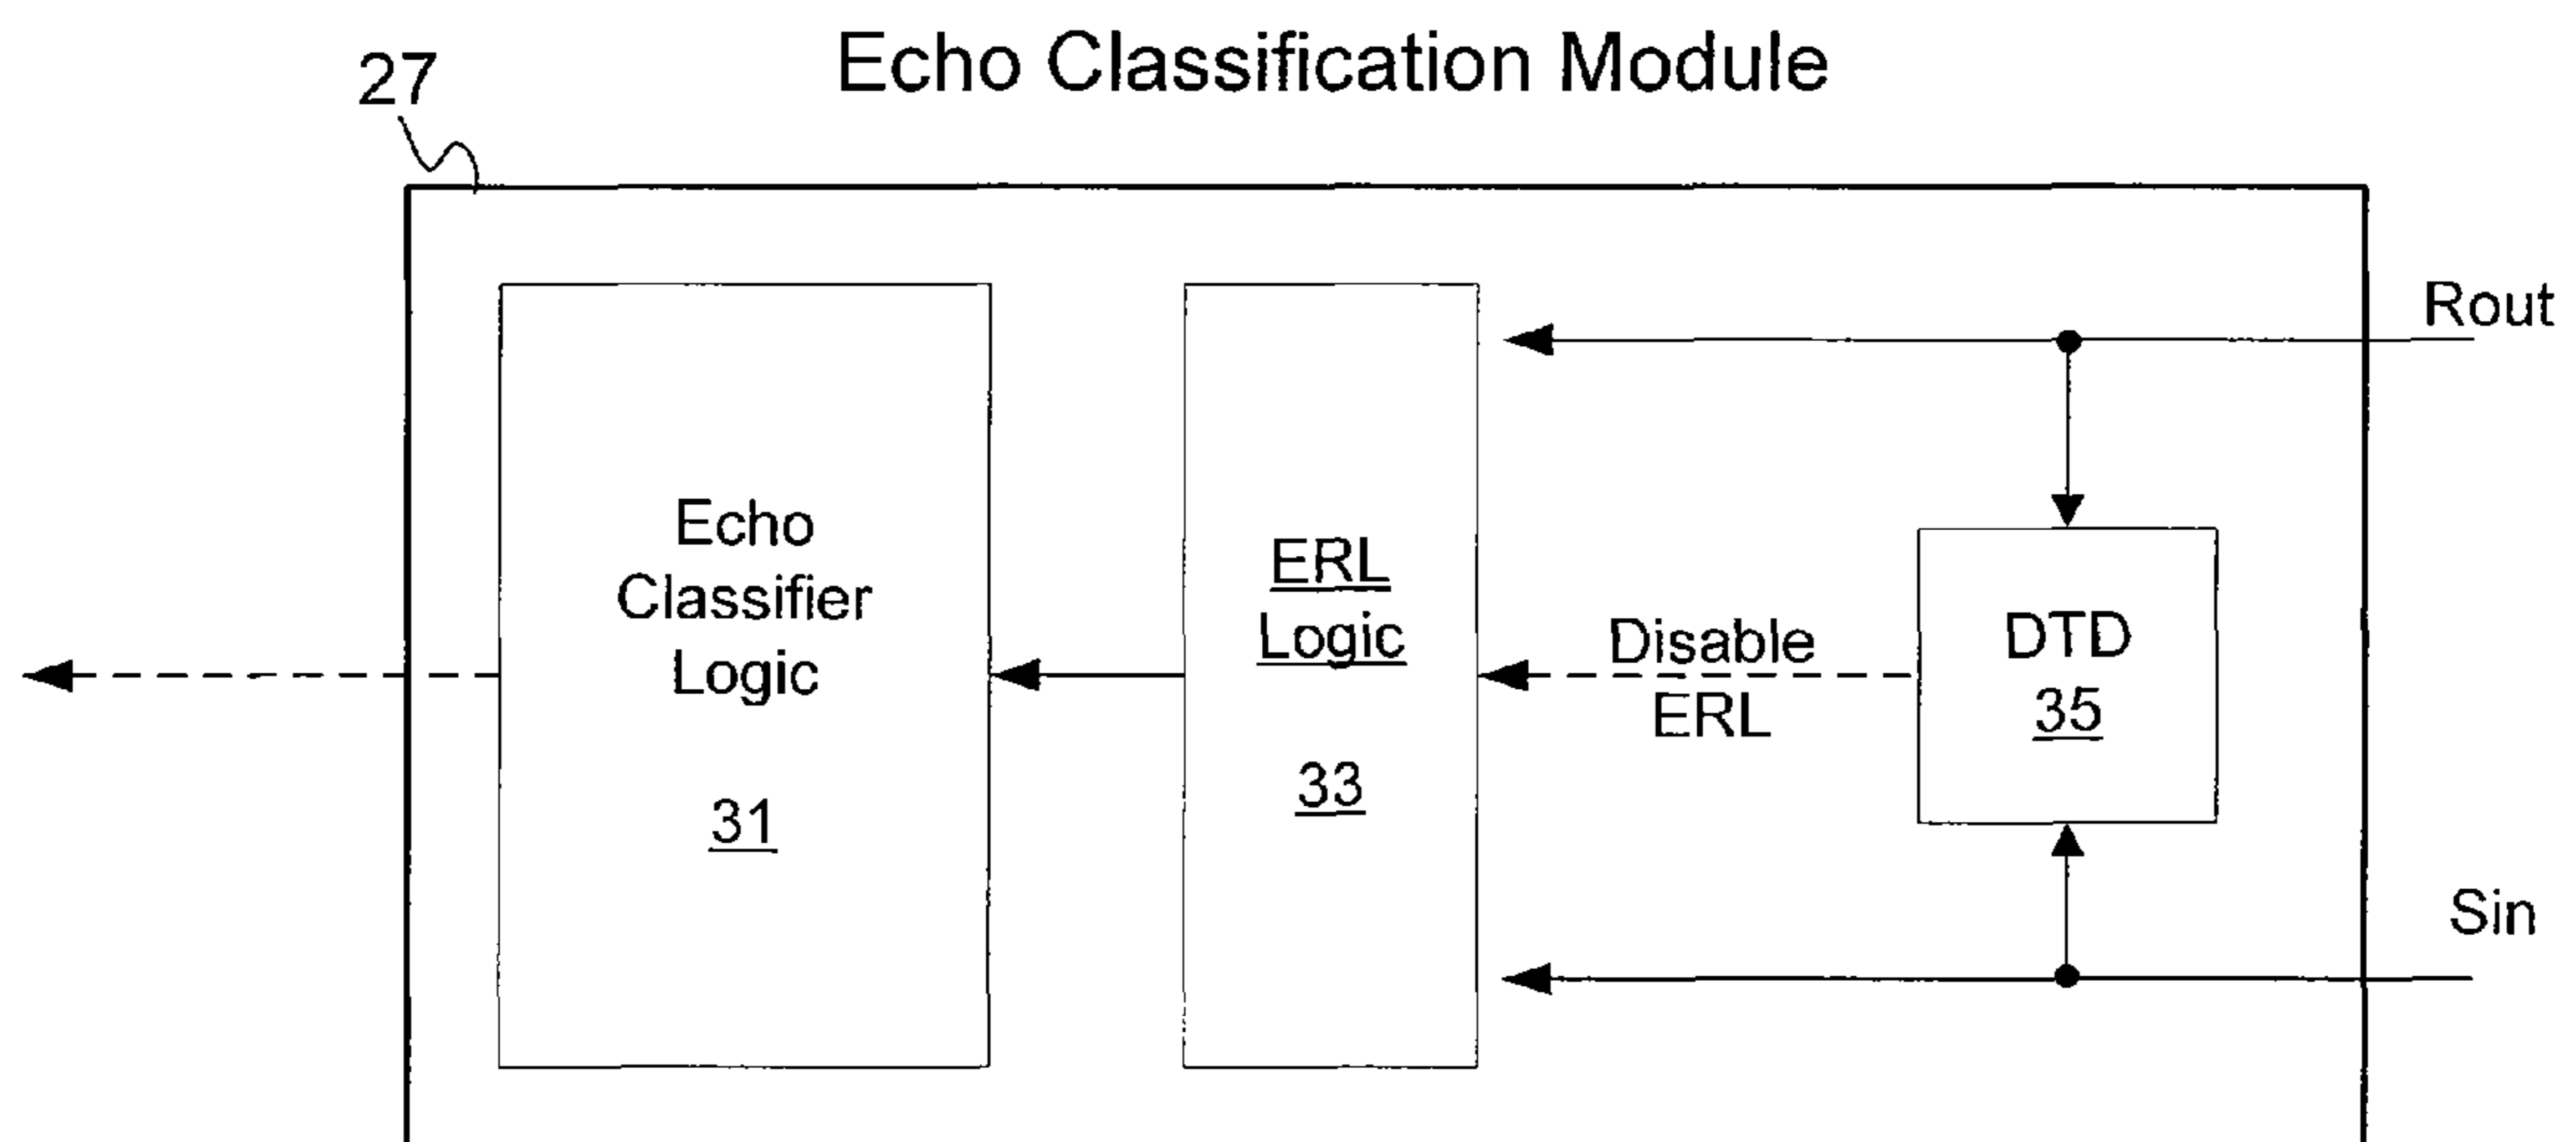 Echo Classification Module
27
Rout
Echo
Classifier
Logic
31
ERL
Logic
33
Disable
ERL
DTD
35
Sin